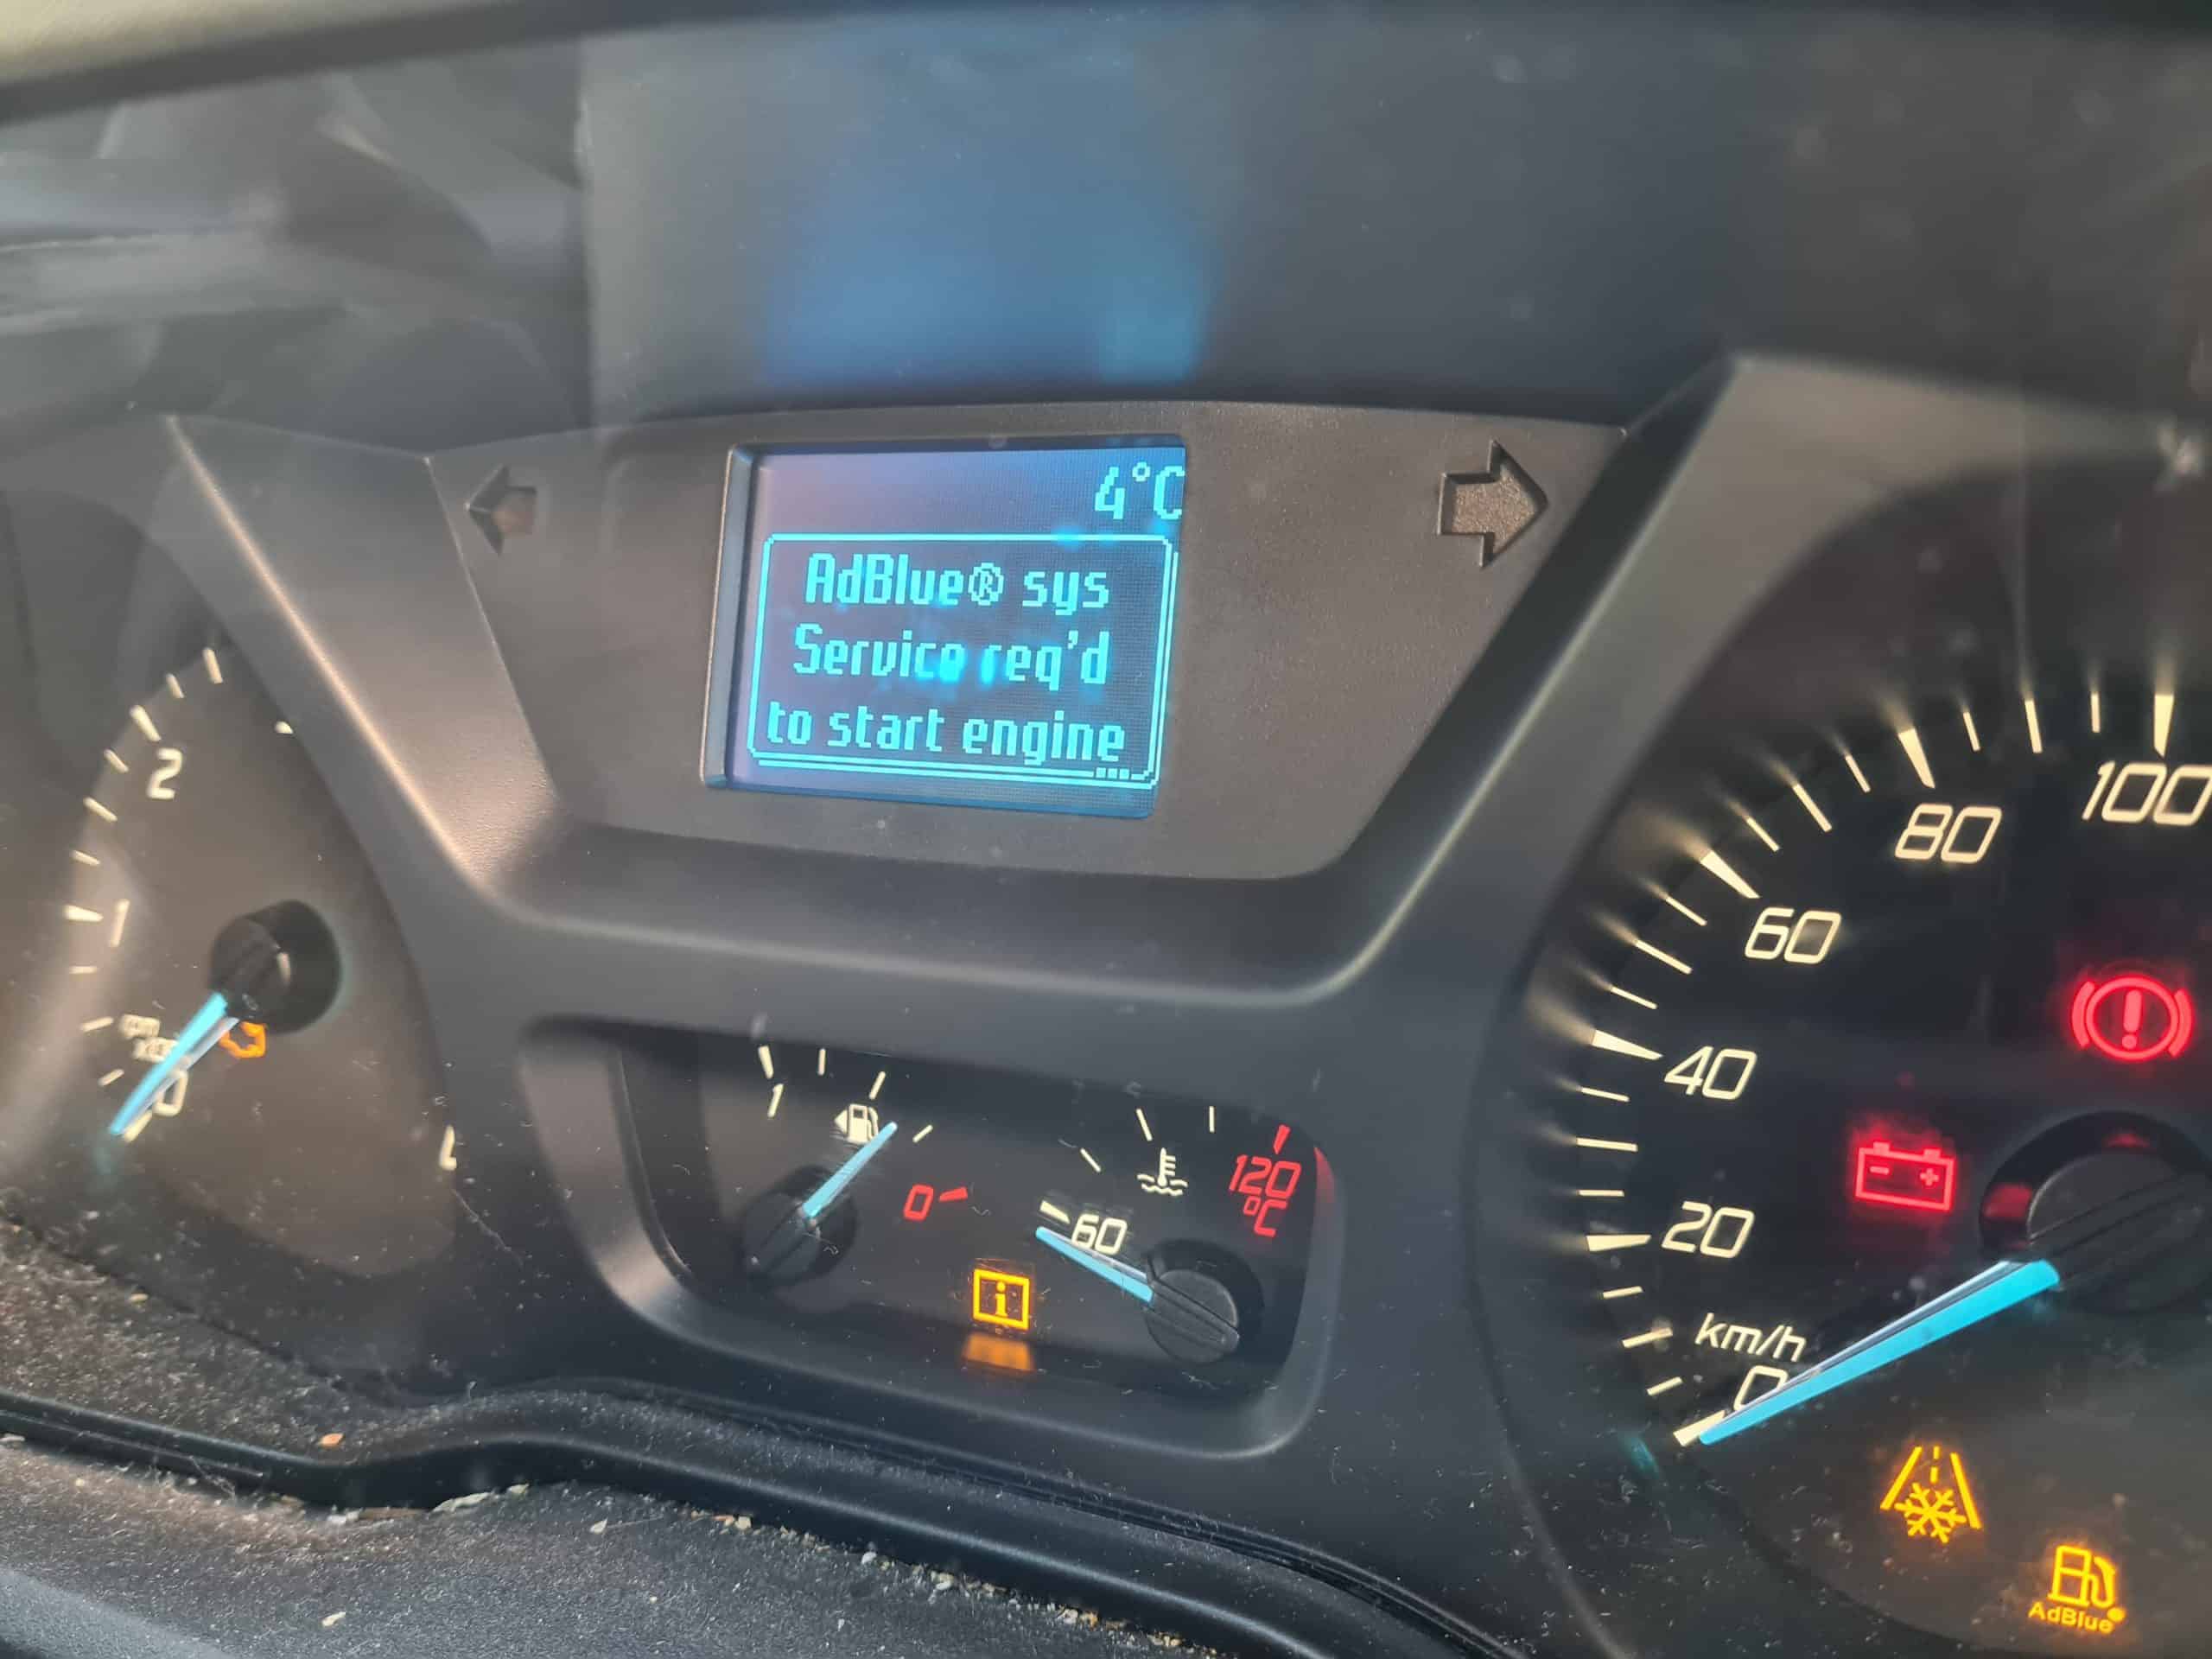 4°C
AdBlue® sys
Service req'd
to start engine
2
1
rpm
0
1
0
60
120
°C
i
100
80
60
40
20
km/h
0
- +
!
AdBlue